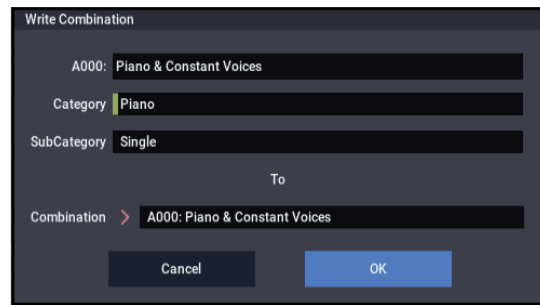 Write Combination
A000: Piano & Constant Voices
Category Piano
SubCategory Single
To
Combination > A000: Piano & Constant Voices
Cancel OK